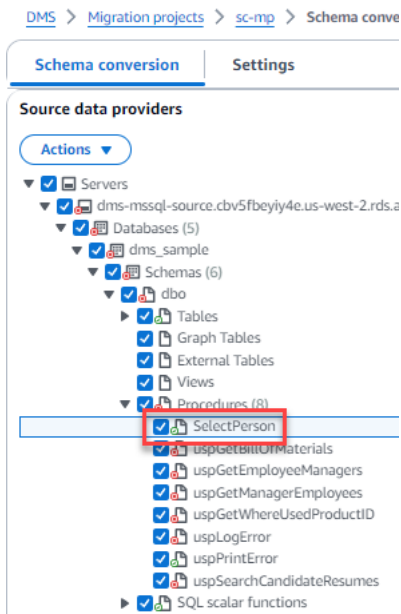 DMS > Migration projects > sc-mp > Schema conve
Schema conversion Settings
Source data providers
Actions
Servers
dms-mssql-source.cbv5fbeyiy4e.us-west-2.rds.a
Databases (5)
dms_sample
Schemas (6)
dbo
Tables
Graph Tables
External Tables
Views
Procedures (8)
SelectPerson
uspGetBillOfMaterials
uspGetEmployeeManagers
uspGetManagerEmployees
uspGetWhereUsedProductID
uspLogError
uspPrintError
uspSearchCandidateResumes
SQL scalar functions